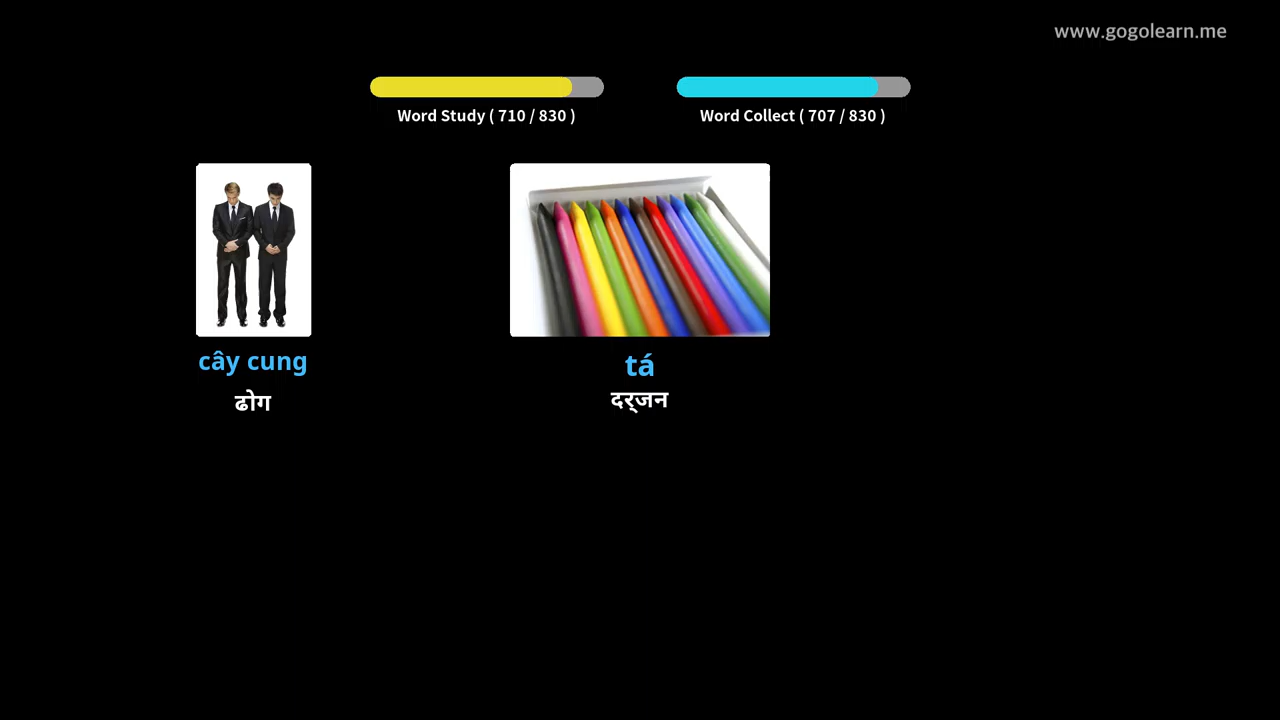 www.gogolearn.me
Word Study ( 710 / 830 )
Word Collect ( 707 / 830 )
cây cung
ढोग
tá
दर्‍जन